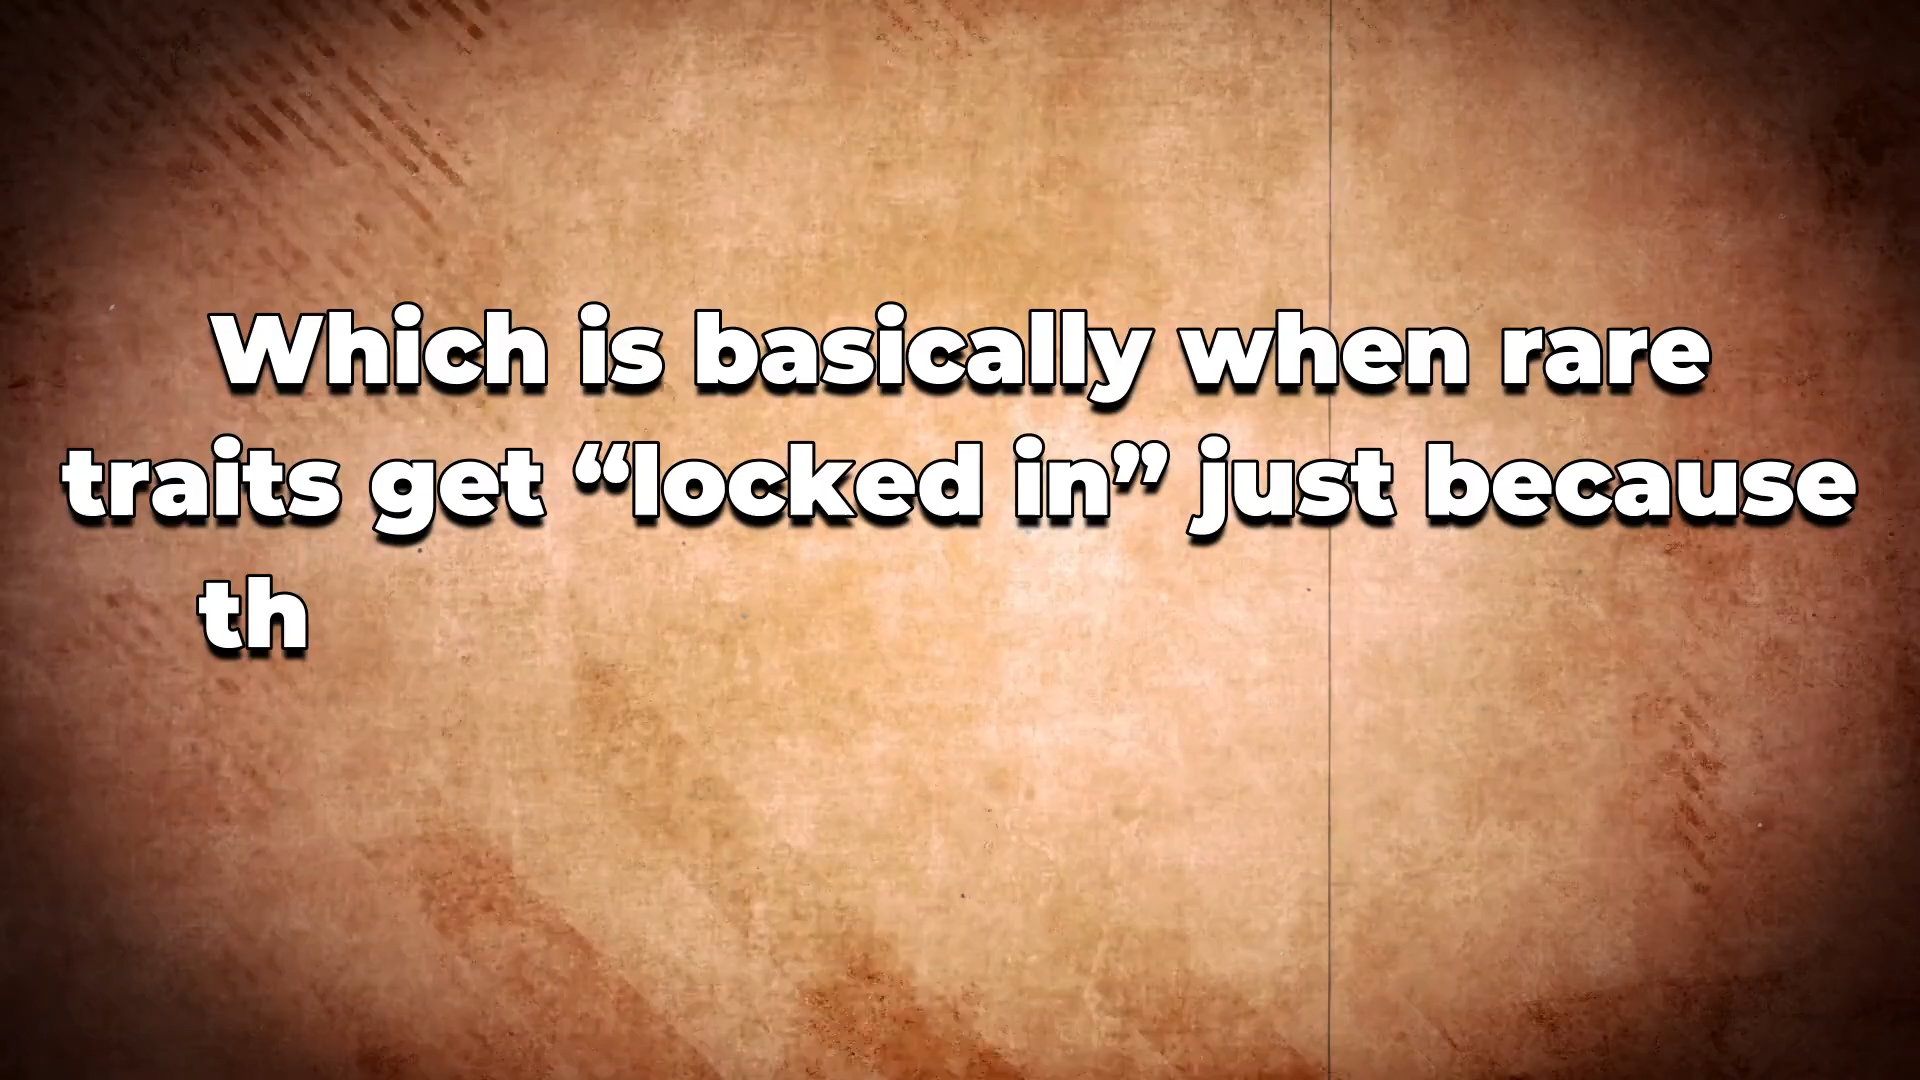 Which is basically when rare
traits get “locked in” just because
th